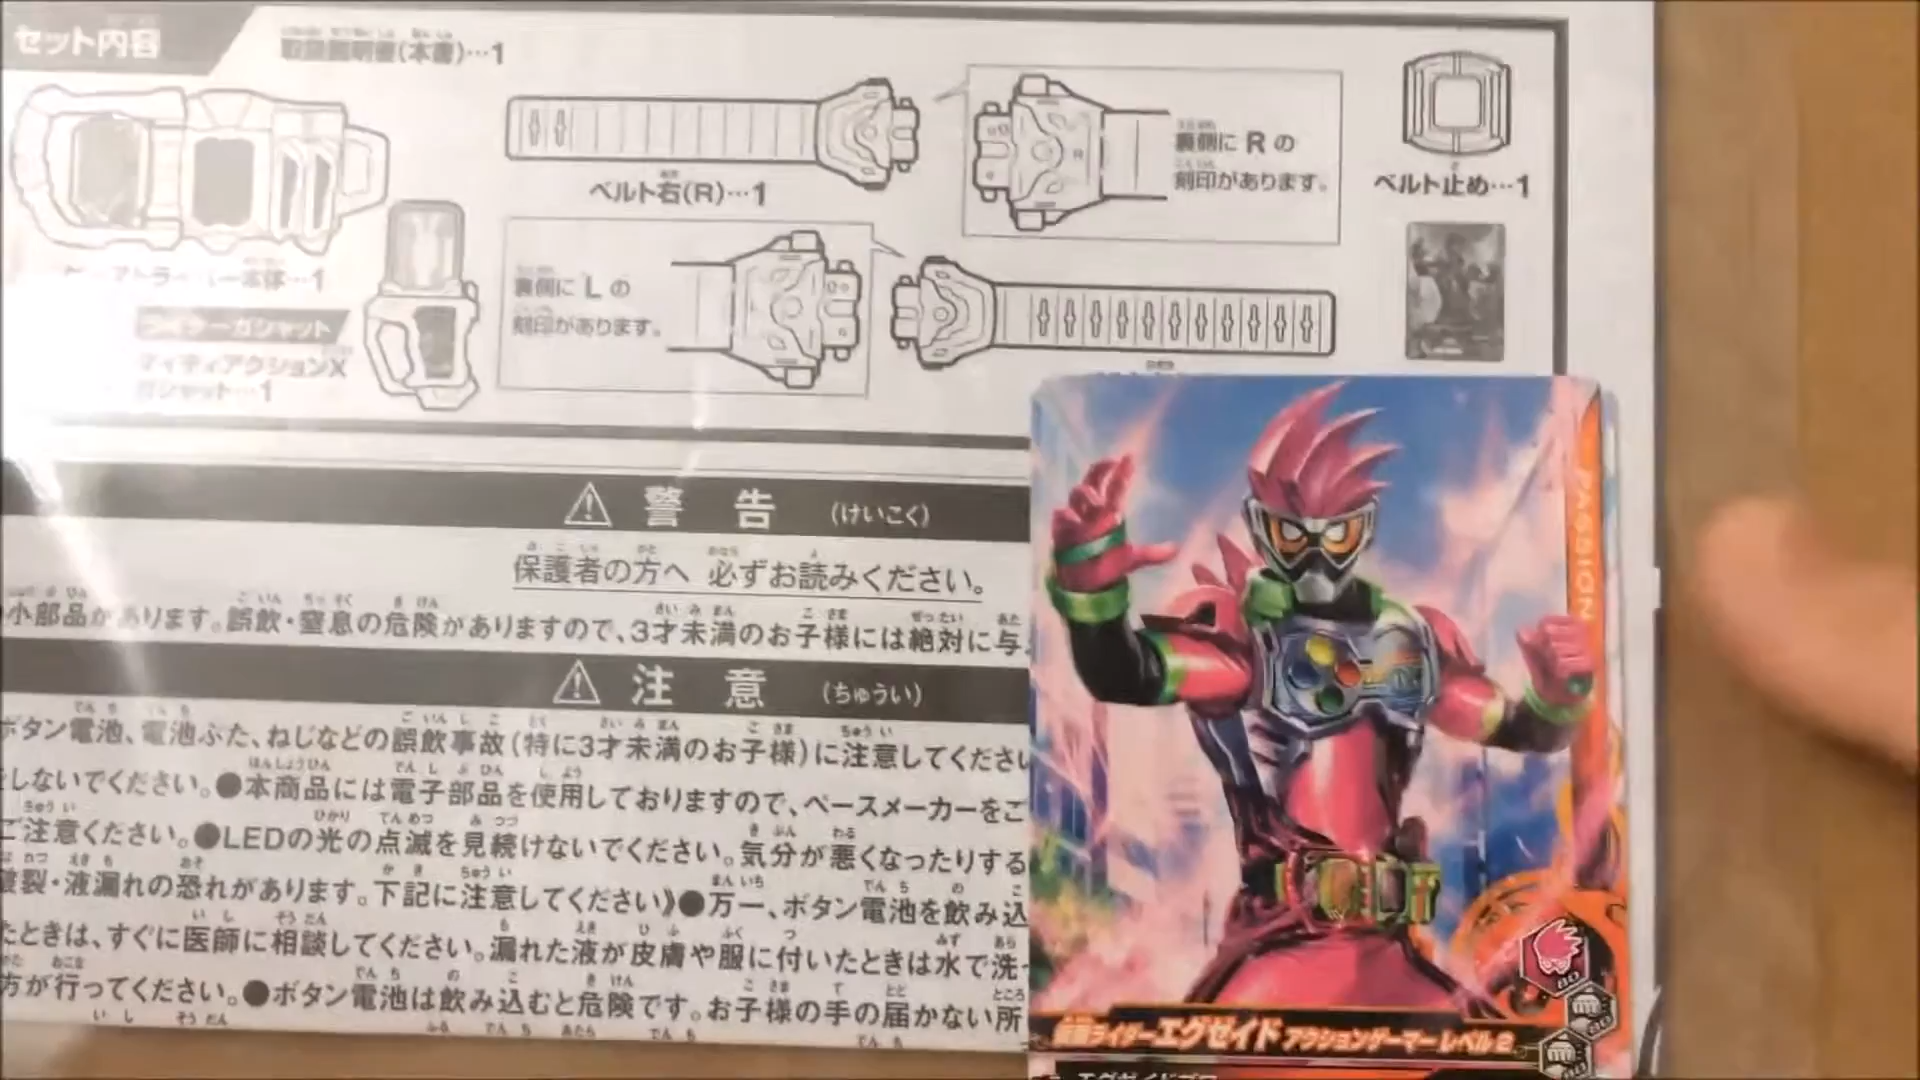 セット内容
取扱説明書(本書)…1
ベルト右(R)…1
裏側に R の
刻印があります。
ベルト止め…1
本体…1
裏側に L の
刻印があります。
ライダーガシャット
マイティアクションX
ガシャット…1
警告 (けいこく)
保護者の方へ 必ずお読みください。
小部品があります。誤飲・窒息の危険がありますので、3才未満のお子様には絶対に与
注意 (ちゅうい)
ボタン電池、電池ぶた、ねじなどの誤飲事故(特に3才未満のお子様)に注意してくださ
しないでください。●本商品には電子部品を使用しておりますので、ペースメーカーをご
ご注意ください。●LEDの光の点滅を見続けないでください。気分が悪くなったりする
破裂・液漏れの恐れがあります。下記に注意してください》●万一、ボタン電池を飲み込
たときは、すぐに医師に相談してください。漏れた液が皮膚や服に付いたときは水で洗
方が行ってください。●ボタン電池は飲み込むと危険です。お子様の手の届かない所
PASSION
80
80
仮面ライダーエグゼイド アクションゲーマー レベル2